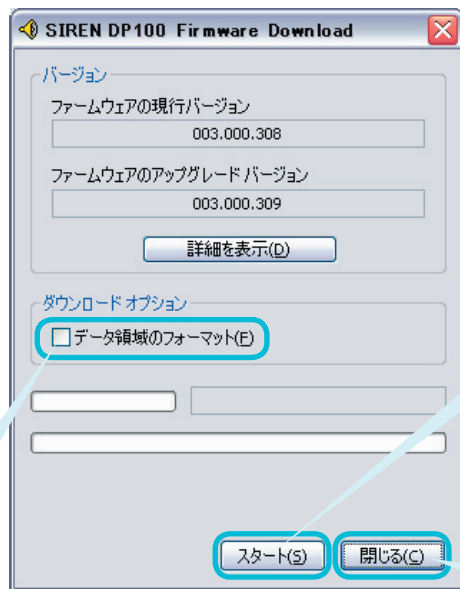 SIREN DP100 Firmware Download
バージョン
ファームウェアの現行バージョン
003.000.308
ファームウェアのアップグレード バージョン
003.000.309
詳細を表示(D)
ダウンロード オプション
データ領域のフォーマット(F)
スタート(S)
閉じる(C)